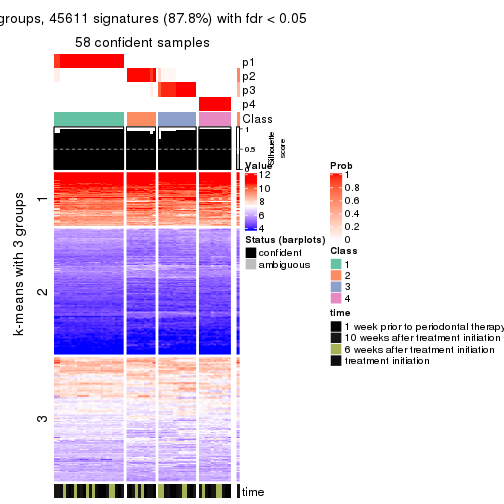 groups, 45611 signatures (87.8%) with fdr < 0.05
58 confident samples
p1
p2
p3
p4
Class
1
0.5
0
Silhouette
score
k-means with 3 groups
1
2
3
time
Value
12
10
8
6
4
Status (barplots)
confident
ambiguous
Prob
1
0.8
0.6
0.4
0.2
0
Class
1
2
3
4
time
1 week prior to periodontal therapy
10 weeks after treatment initiation
6 weeks after treatment initiation
treatment initiation